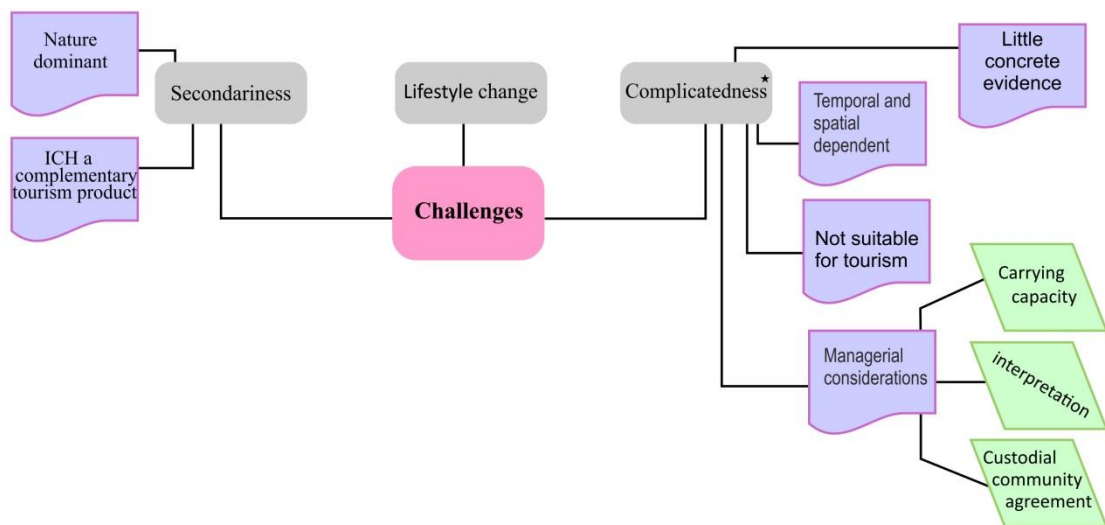 Nature
dominant
Secondariness
ICH a
complementary
tourism product
Lifestyle change
Challenges
Complicatedness★
Little
concrete
evidence
Temporal and
spatial
dependent
Not suitable
for tourism
Managerial
considerations
Carrying
capacity
interpretation
Custodial
community
agreement